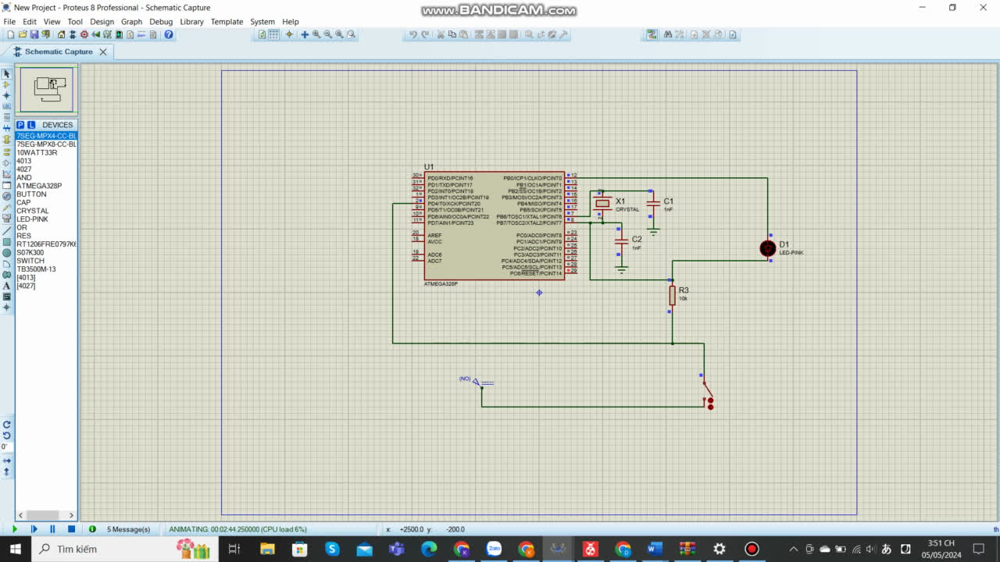 New Project - Proteus 8 Professional - Schematic Capture
www.BANDICAM.com
File Edit View Tool Design Graph Debug Library Template System Help
Schematic Capture
P L DEVICES
7SEG-MPX4-CC-BL
7SEG-MPX8-CC-BL
10WATT33R
4013
4027
AND
ATMEGA328P
BUTTON
CAP
CRYSTAL
LED-PINK
OR
RES
RT1206FRE0797K6
S07K300
SWITCH
TB3500M-13
[4013]
[4027]
0°
U1
30 PD0/RXD/PCINT16 PB0/ICP1/CLKO/PCINT0 12
31 PD1/TXD/PCINT17 PB1/OC1A/PCINT1 13
32 PD2/INT0/PCINT18 PB2/SS/OC1B/PCINT2 14
1 PD3/INT1/OC2B/PCINT19 PB3/MOSI/OC2A/PCINT3 15
2 PD4/T0/XCK/PCINT20 PB4/MISO/PCINT4 16
9 PD5/T1/OC0B/PCINT21 PB5/SCK/PCINT5 17
10 PD6/AIN0/OC0A/PCINT22 PB6/TOSC1/XTAL1/PCINT6 7
11 PD7/AIN1/PCINT23 PB7/TOSC2/XTAL2/PCINT7 8
20 AREF PC0/ADC0/PCINT8 23
18 AVCC PC1/ADC1/PCINT9 24
PC2/ADC2/PCINT10 25
19 ADC6 PC3/ADC3/PCINT11 26
22 ADC7 PC4/ADC4/SDA/PCINT12 27
PC5/ADC5/SCL/PCINT13 28
PC6/RESET/PCINT14 29
ATMEGA328P
X1
CRYSTAL
C1
1nF
C2
1nF
D1
LED-PINK
R3
10k
(NO)
5 Message(s) ANIMATING: 00:02:44.250000 (CPU load 6%) x: +2500.0 y: -200.0 th
Tìm kiếm
3:51 CH
05/05/2024